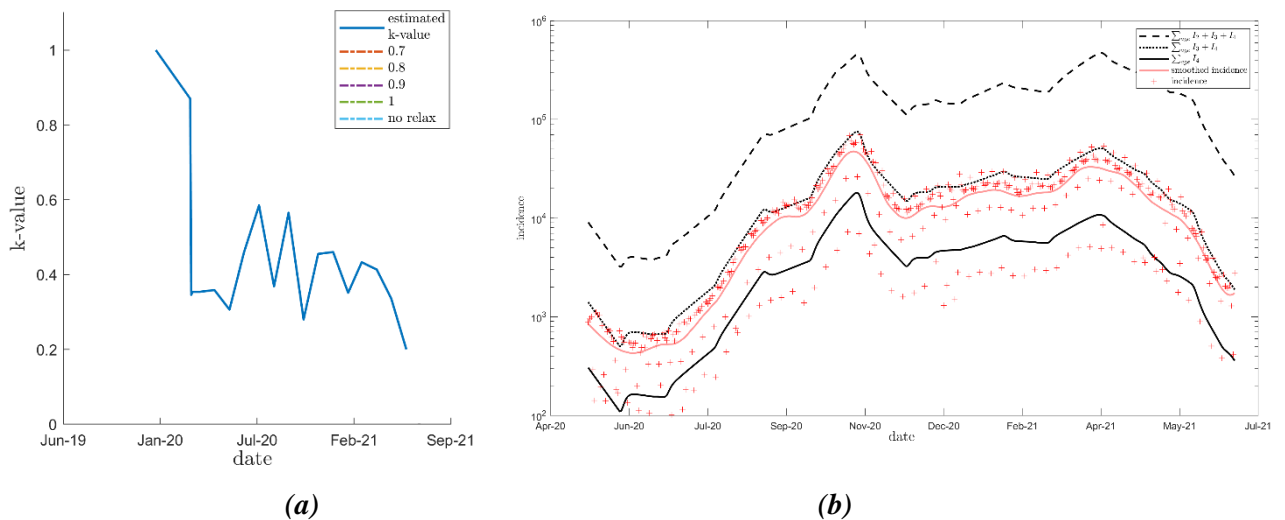 estimated
k-value
0.7
0.8
0.9
1
no relax
1
0.8
0.6
0.4
0.2
0
k-value
Jun-19 Jan-20 Jul-20 Feb-21 Sep-21
date
(a)
10^6
10^5
10^4
10^3
10^2
incidence
smoothed incidence
incidence
Apr-20 Jun-20 Jul-20 Sep-20 Nov-20 Dec-20 Feb-21 Apr-21 May-21 Jul-21
date
(b)